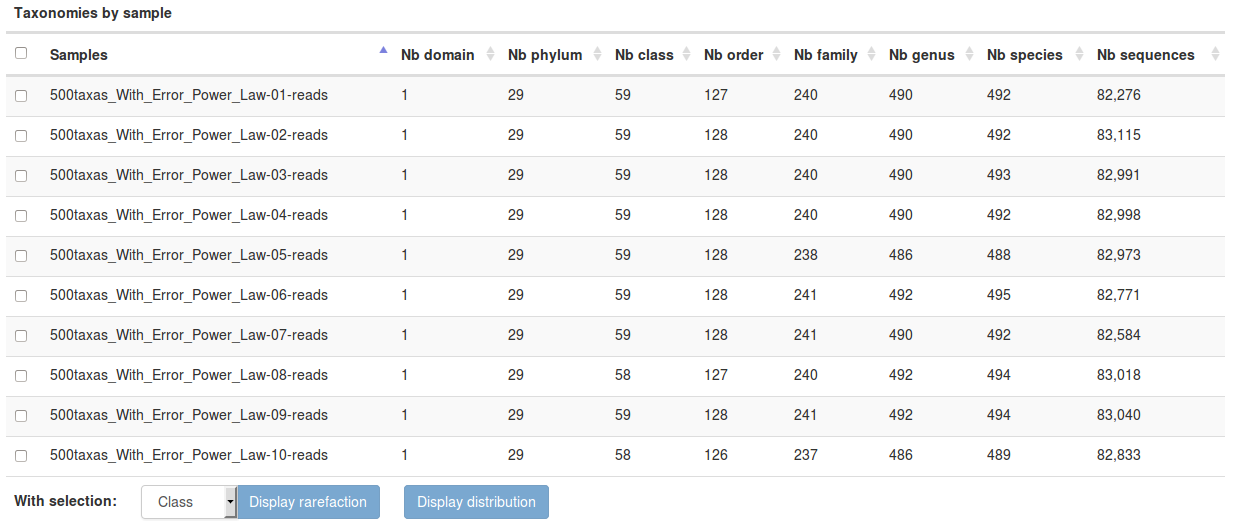 Taxonomies by sample
Samples Nb domain Nb phylum Nb class Nb order Nb family Nb genus Nb species Nb sequences
500taxas_With_Error_Power_Law-01-reads 1 29 59 127 240 490 492 82,276
500taxas_With_Error_Power_Law-02-reads 1 29 59 128 240 490 492 83,115
500taxas_With_Error_Power_Law-03-reads 1 29 59 128 240 490 493 82,991
500taxas_With_Error_Power_Law-04-reads 1 29 59 128 240 490 492 82,998
500taxas_With_Error_Power_Law-05-reads 1 29 59 128 238 486 488 82,973
500taxas_With_Error_Power_Law-06-reads 1 29 59 128 241 492 495 82,771
500taxas_With_Error_Power_Law-07-reads 1 29 59 128 241 490 492 82,584
500taxas_With_Error_Power_Law-08-reads 1 29 58 127 240 492 494 83,018
500taxas_With_Error_Power_Law-09-reads 1 29 59 128 241 492 494 83,040
500taxas_With_Error_Power_Law-10-reads 1 29 58 126 237 486 489 82,833
With selection: Class Display rarefaction Display distribution